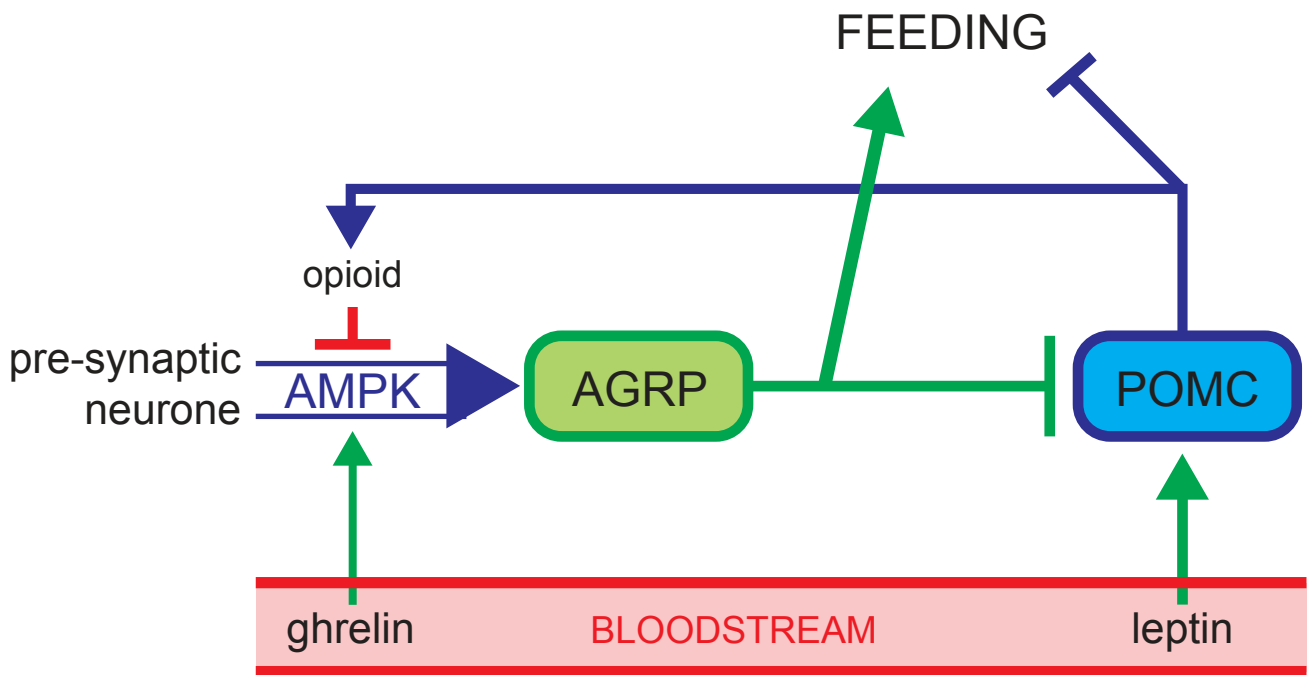 FEEDING
opioid
pre-synaptic
neurone
AMPK
AGRP
POMC
ghrelin
BLOODSTREAM
leptin